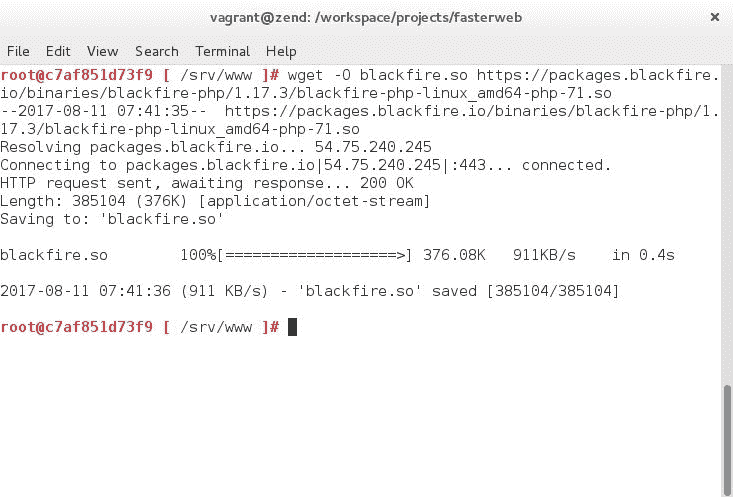 vagrant@zend: /workspace/projects/fasterweb ×
File Edit View Search Terminal Help
root@c7af851d73f9 [ /srv/www ]# wget -O blackfire.so https://packages.blackfire.
io/binaries/blackfire-php/1.17.3/blackfire-php-linux_amd64-php-71.so
--2017-08-11 07:41:35-- https://packages.blackfire.io/binaries/blackfire-php/1.
17.3/blackfire-php-linux_amd64-php-71.so
Resolving packages.blackfire.io... 54.75.240.245
Connecting to packages.blackfire.io|54.75.240.245|:443... connected.
HTTP request sent, awaiting response... 200 OK
Length: 385104 (376K) [application/octet-stream]
Saving to: 'blackfire.so'
blackfire.so 100%[===================>] 376.08K 911KB/s in 0.4s
2017-08-11 07:41:36 (911 KB/s) - 'blackfire.so' saved [385104/385104]
root@c7af851d73f9 [ /srv/www ]#